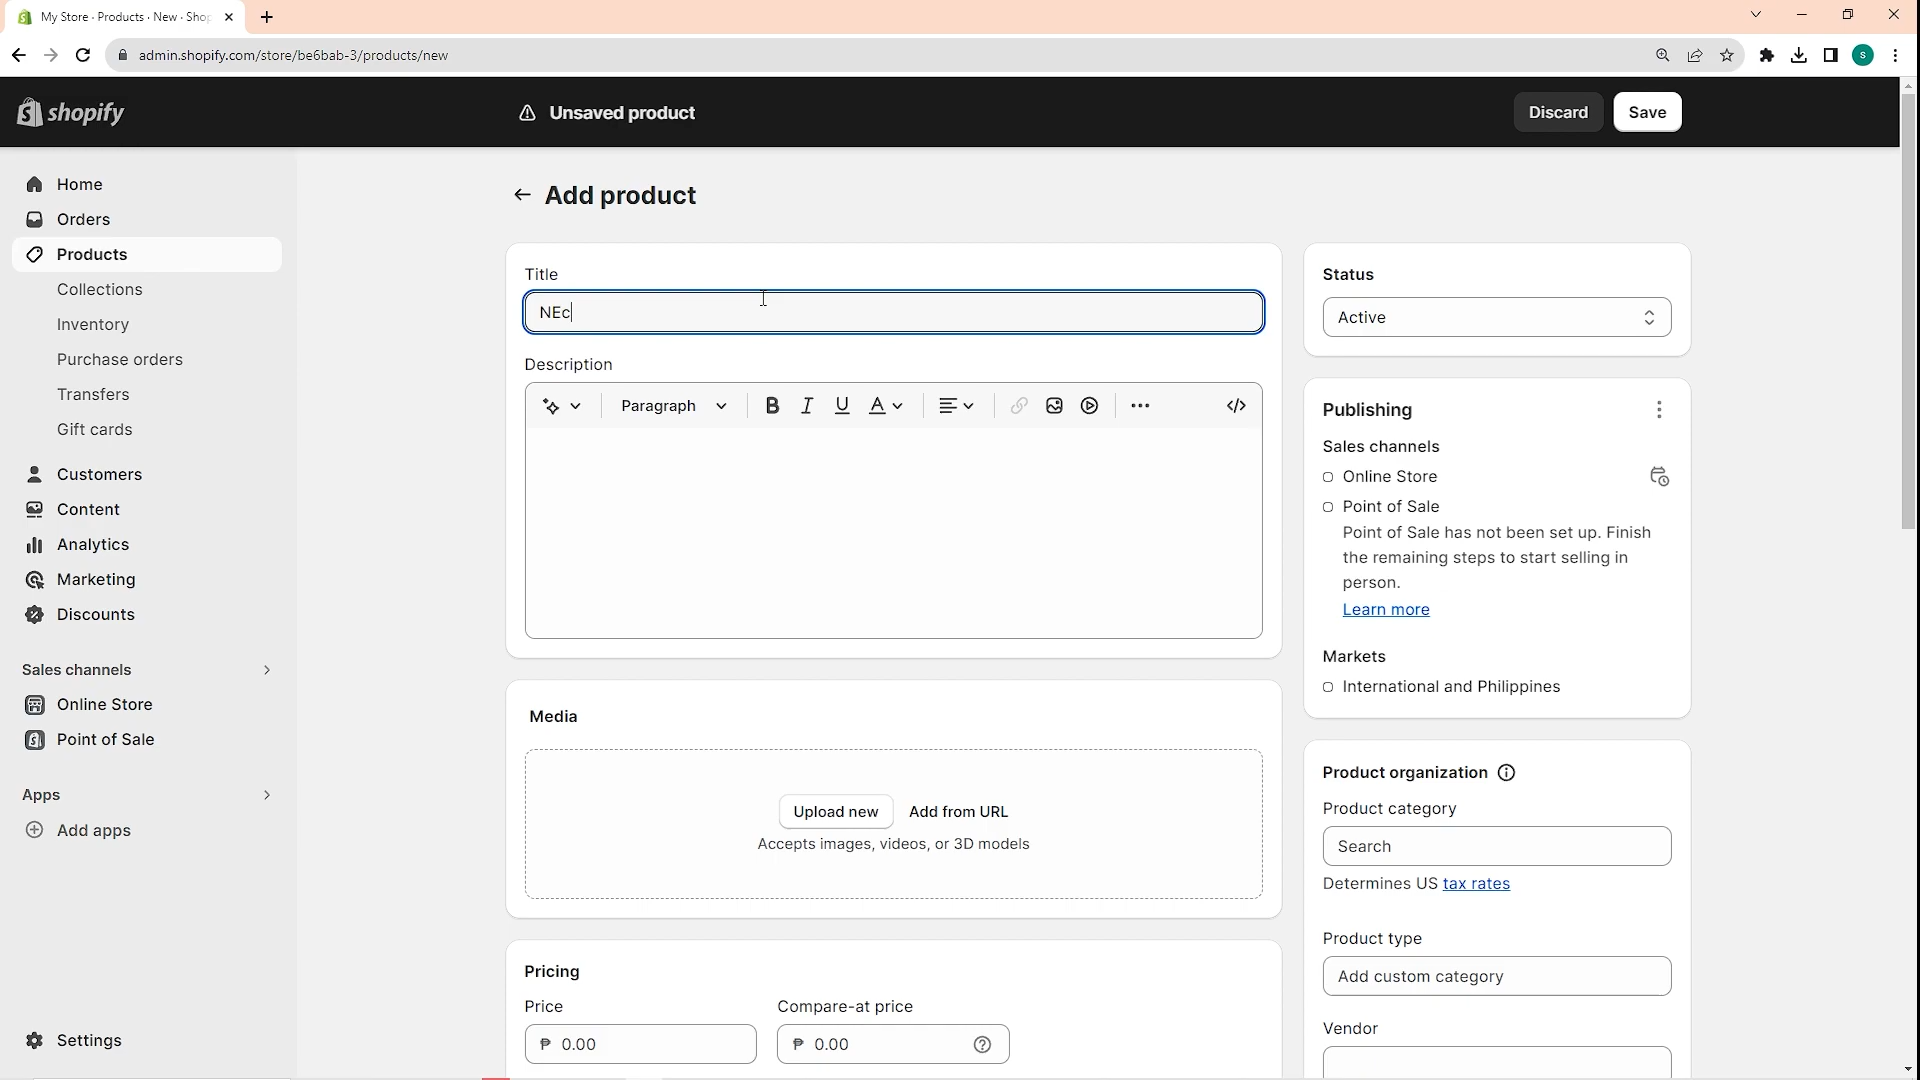 My Store · Products · New · Shop
admin.shopify.com/store/be6bab-3/products/new
S
shopify
Unsaved product
Discard
Save
Home
Orders
Products
Collections
Inventory
Purchase orders
Transfers
Gift cards
Customers
Content
Analytics
Marketing
Discounts
Sales channels
Online Store
Point of Sale
Apps
Add apps
Settings
Add product
Title
NEc
Description
Paragraph
B I U A
Media
Upload new
Add from URL
Accepts images, videos, or 3D models
Pricing
Price
Compare-at price
₱ 0.00
₱ 0.00
Status
Active
Publishing
Sales channels
Online Store
Point of Sale
Point of Sale has not been set up. Finish
the remaining steps to start selling in
person.
Learn more
Markets
International and Philippines
Product organization
Product category
Search
Determines US tax rates
Product type
Add custom category
Vendor